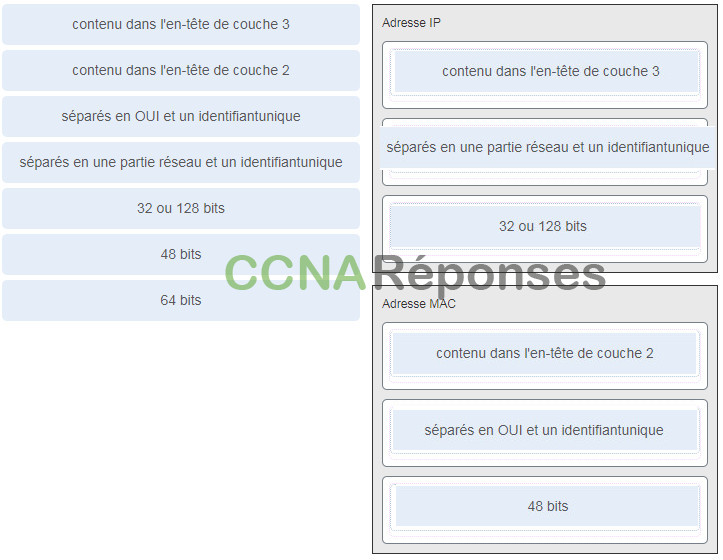 contenu dans l'en-tête de couche 3
contenu dans l'en-tête de couche 2
séparés en OUI et un identifiantunique
séparés en une partie réseau et un identifiantunique
32 ou 128 bits
48 bits
64 bits
Adresse IP
contenu dans l'en-tête de couche 3
séparés en une partie réseau et un identifiantunique
32 ou 128 bits
CCNARéponses
Adresse MAC
contenu dans l'en-tête de couche 2
séparés en OUI et un identifiantunique
48 bits